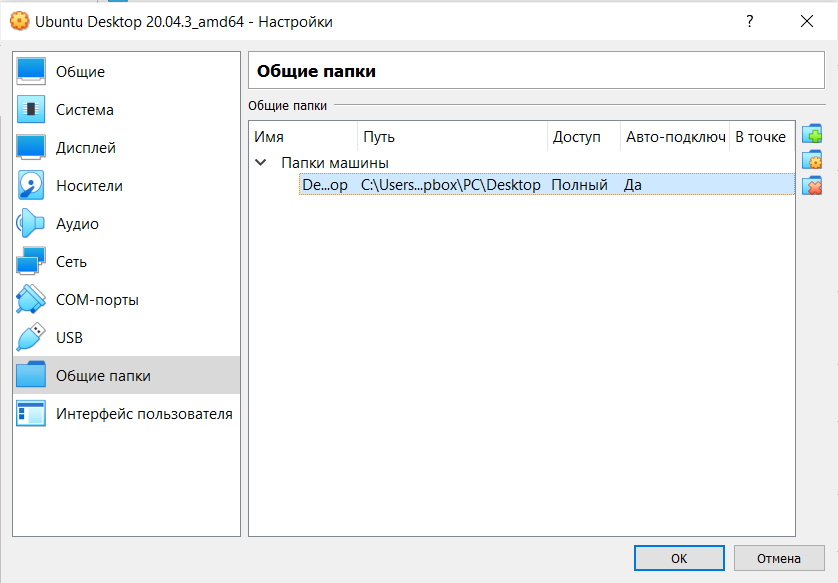 Ubuntu Desktop 20.04.3_amd64 - Настройки
?
Общие
Система
Дисплей
Носители
Аудио
Сеть
COM-порты
USB
Общие папки
Интерфейс пользователя
Общие папки
Общие папки
Имя Путь Доступ Авто-подключ В точке
Папки машины
De...op C:\Users...pbox\PC\Desktop Полный Да
ОК Отмена